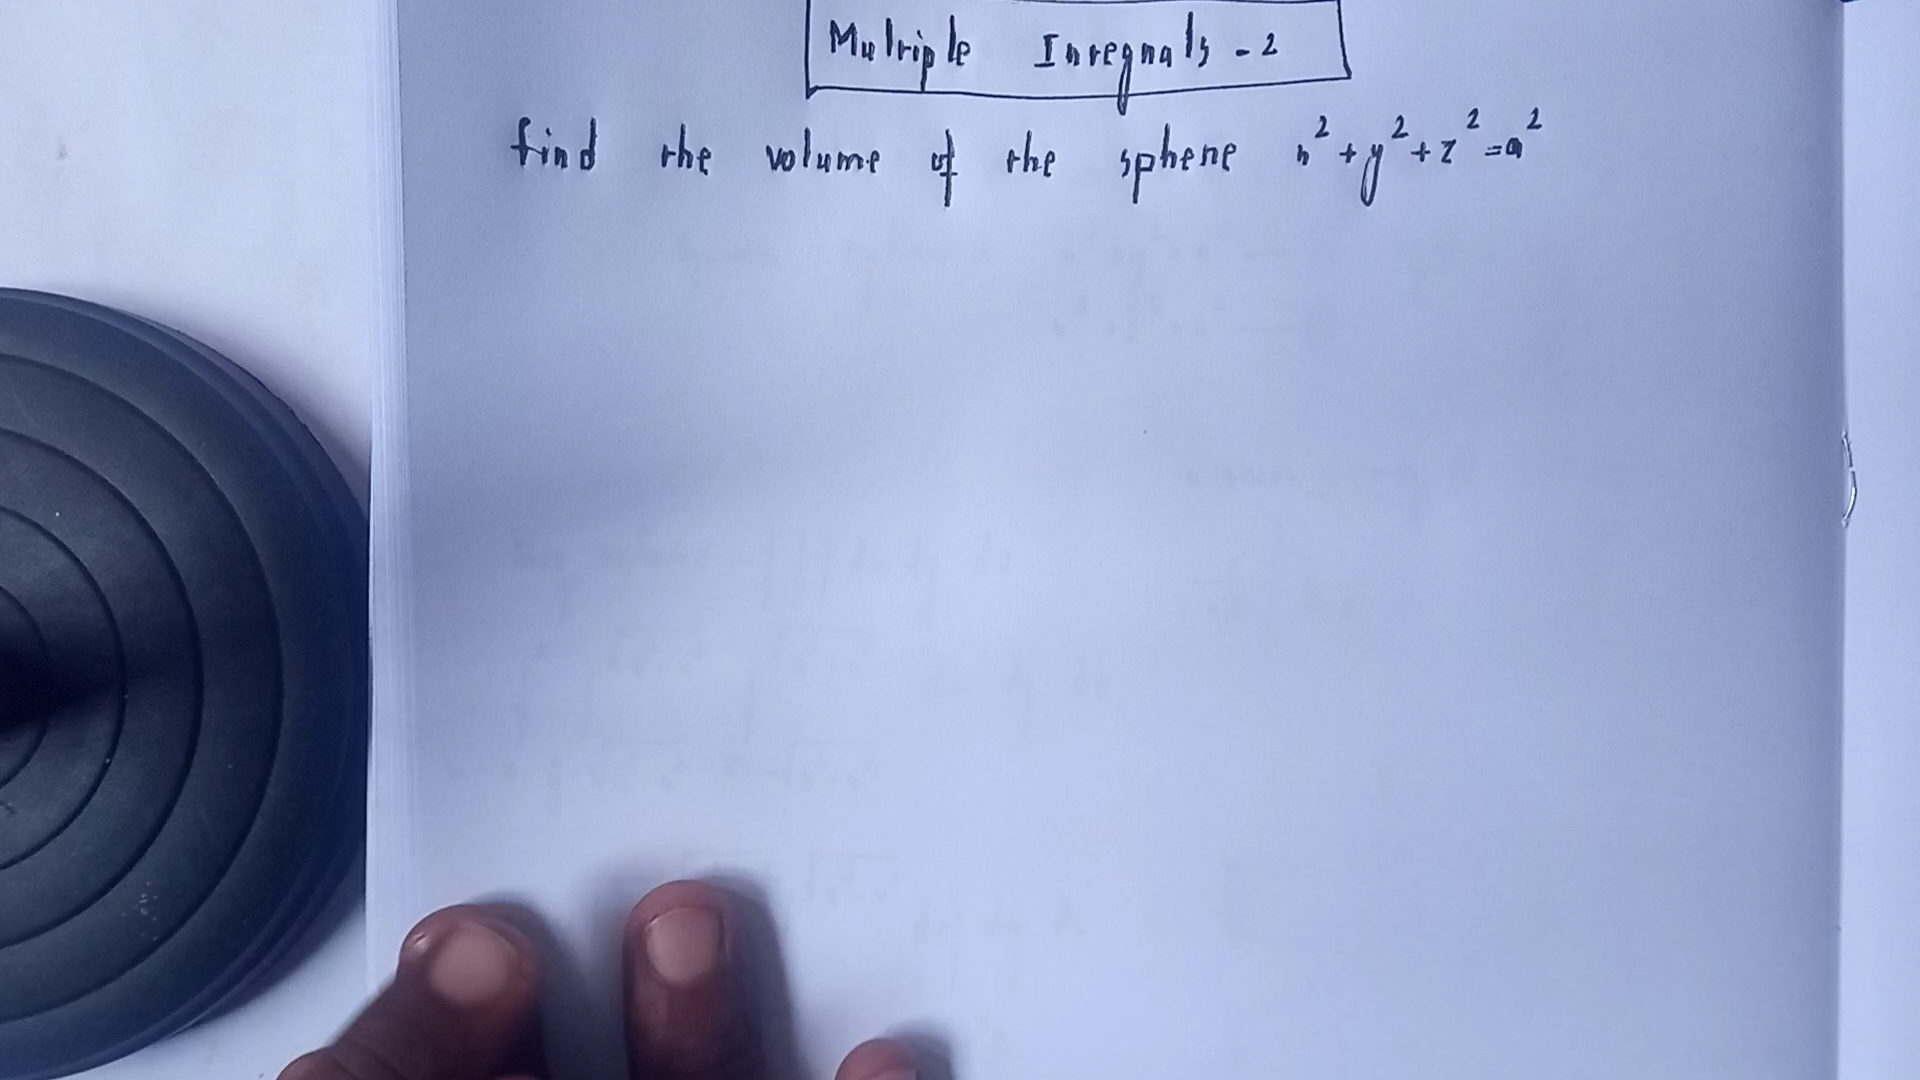 Multiple Integrals - 2
find the volume of the sphere x²+y²+z²=a²